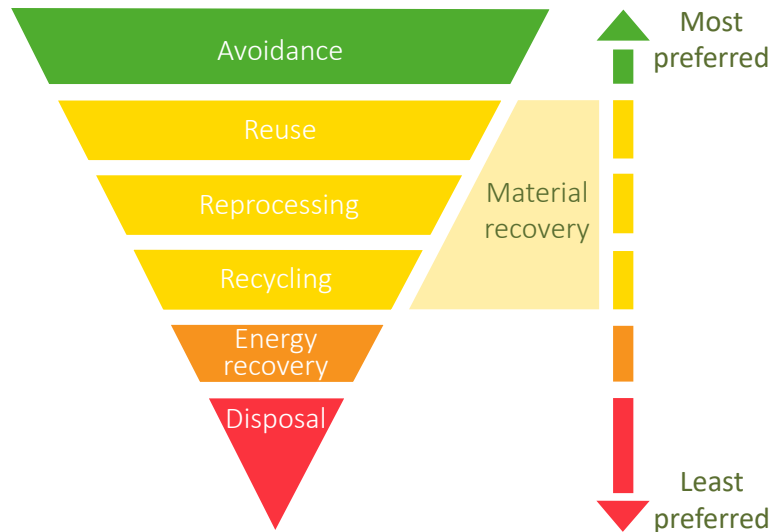 Avoidance
Most
preferred
Reuse
Reprocessing
Material
recovery
Recycling
Energy
recovery
Disposal
Least
preferred